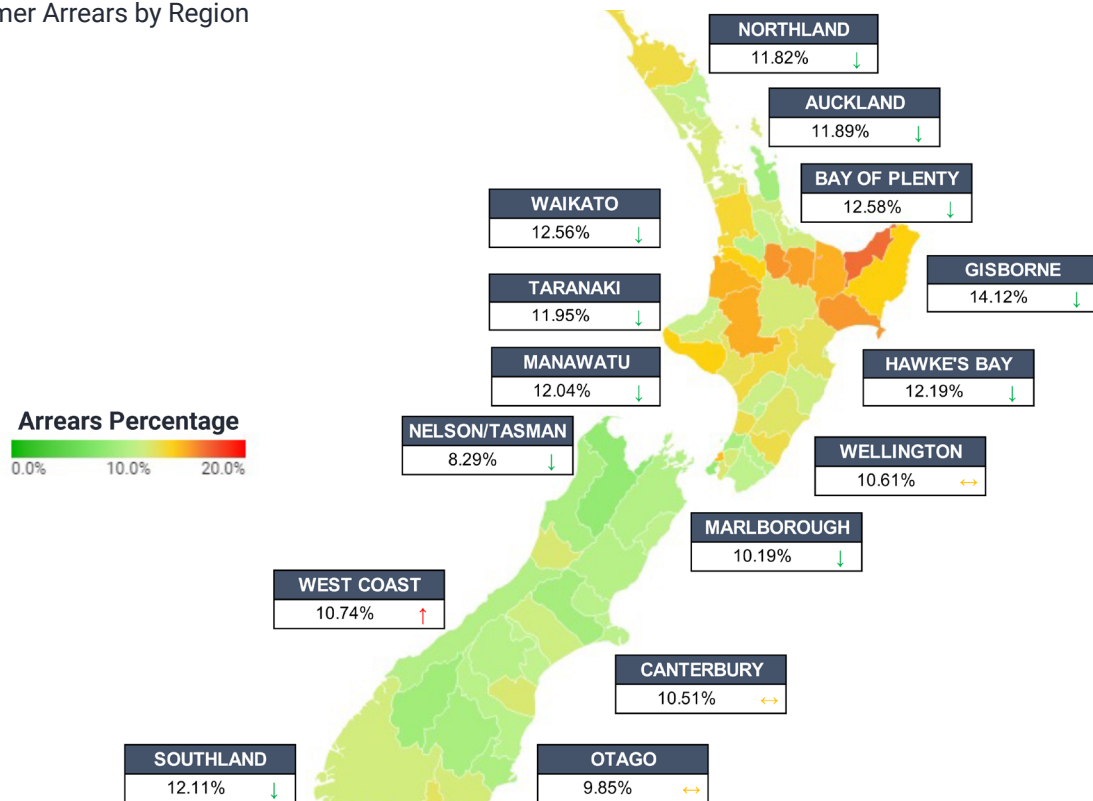 mer Arrears by Region
NORTHLAND
11.82% ↓
AUCKLAND
11.89% ↓
BAY OF PLENTY
12.58% ↓
WAIKATO
12.56% ↓
GISBORNE
14.12% ↓
TARANAKI
11.95% ↓
MANAWATU
12.04% ↓
HAWKE'S BAY
12.19% ↓
Arrears Percentage
0.0% 10.0% 20.0%
NELSON/TASMAN
8.29% ↓
WELLINGTON
10.61% ↔
MARLBOROUGH
10.19% ↓
WEST COAST
10.74% ↑
CANTERBURY
10.51% ↔
SOUTHLAND
12.11% ↓
OTAGO
9.85% ↔